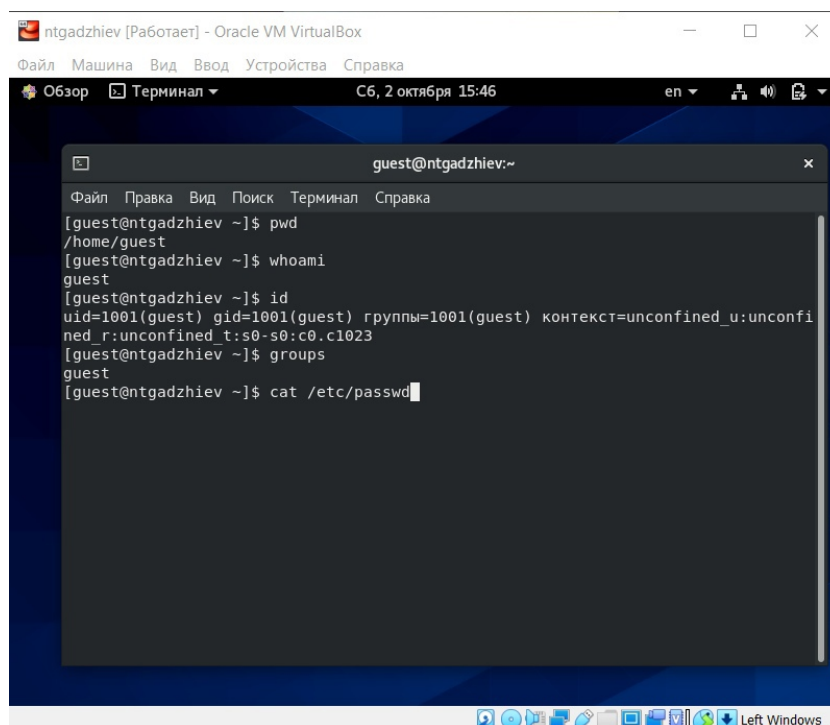 ntgadzhiev [Работает] - Oracle VM VirtualBox
Файл Машина Вид Ввод Устройства Справка
Обзор Терминал Сб, 2 октября 15:46 en
guest@ntgadzhiev:~
Файл Правка Вид Поиск Терминал Справка
[guest@ntgadzhiev ~]$ pwd
/home/guest
[guest@ntgadzhiev ~]$ whoami
guest
[guest@ntgadzhiev ~]$ id
uid=1001(guest) gid=1001(guest) группы=1001(guest) контекст=unconfined_u:unconfi
ned_r:unconfined_t:s0-s0:c0.c1023
[guest@ntgadzhiev ~]$ groups
guest
[guest@ntgadzhiev ~]$ cat /etc/passwd
Left Windows